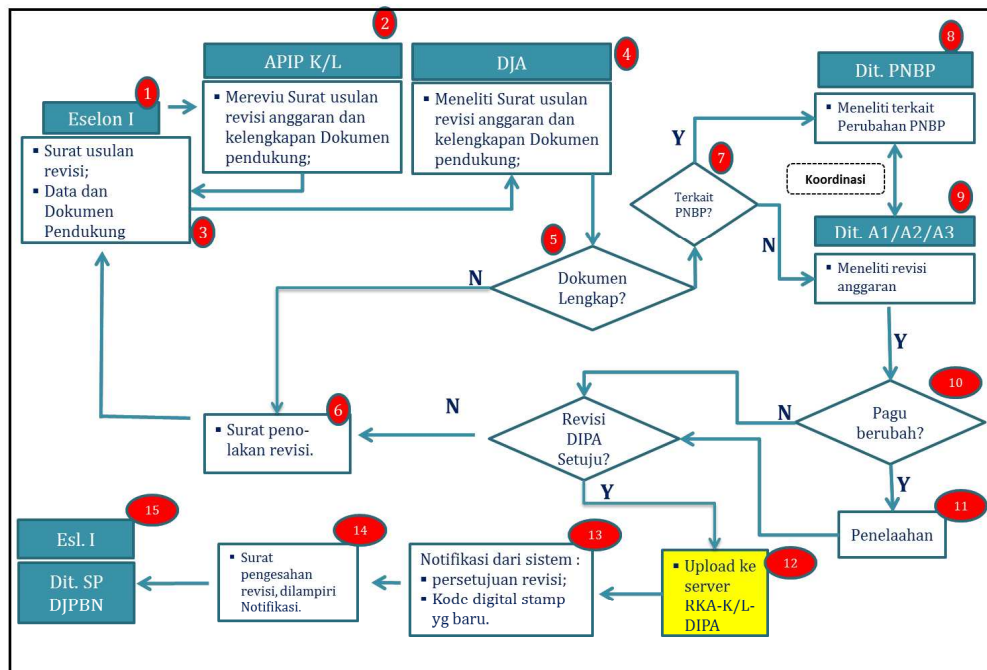 1
Eselon I
▪ Surat usulan
revisi;
▪ Data dan
Dokumen
Pendukung
2
APIP K/L
▪ Mereviu Surat usulan
revisi anggaran dan
kelengkapan Dokumen
pendukung;
3
4
DJA
▪ Meneliti Surat usulan
revisi anggaran dan
kelengkapan Dokumen
pendukung;
5
Dokumen
Lengkap?
N
6
▪ Surat peno-
lakan revisi.
7
Terkait
PNBP?
Y
N
8
Dit. PNBP
▪ Meneliti terkait
Perubahan PNBP
Koordinasi
9
Dit. A1/A2/A3
▪ Meneliti revisi
anggaran
Y
10
Pagu
berubah?
N
Y
11
Penelaahan
Revisi
DIPA
Setuju?
N
Y
12
▪ Upload ke
server
RKA-K/L-
DIPA
13
Notifikasi dari sistem :
▪ persetujuan revisi;
▪ Kode digital stamp
yg baru.
14
▪ Surat
pengesahan
revisi, dilampiri
Notifikasi.
15
Esl. I
Dit. SP
DJPBN